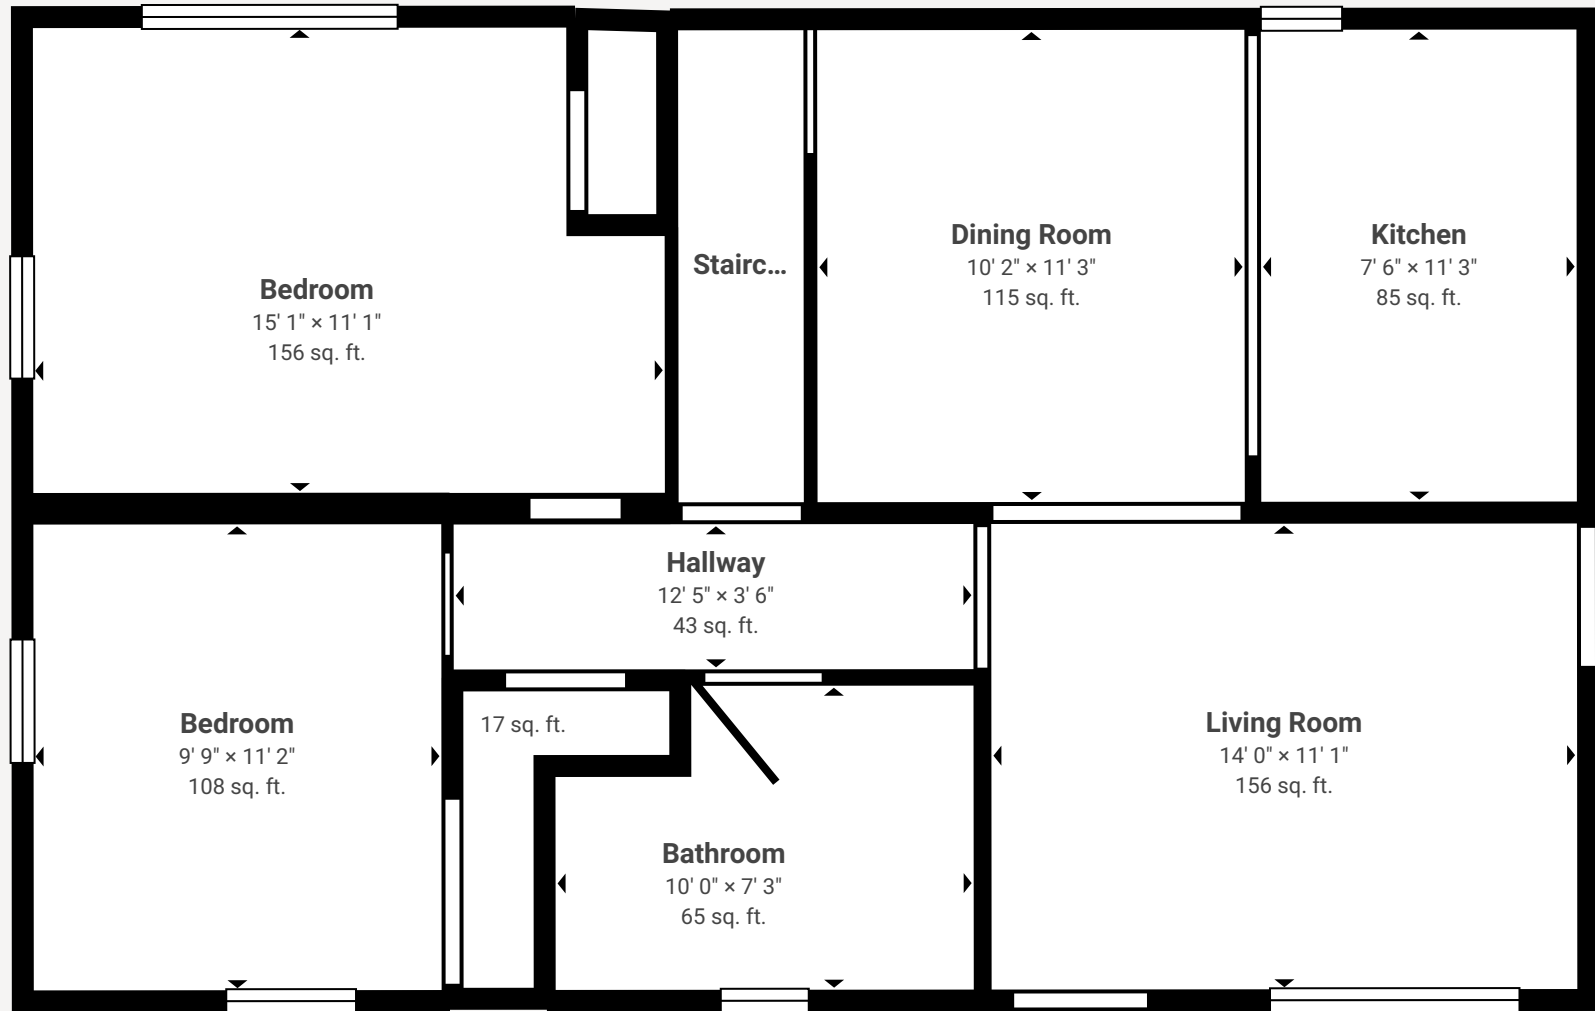 Bedroom
15' 1" × 11' 1"
156 sq. ft.
Stairc...
Dining Room
10' 2" × 11' 3"
115 sq. ft.
Kitchen
7' 6" × 11' 3"
85 sq. ft.
Hallway
12' 5" × 3' 6"
43 sq. ft.
Bedroom
9' 9" × 11' 2"
108 sq. ft.
17 sq. ft.
Bathroom
10' 0" × 7' 3"
65 sq. ft.
Living Room
14' 0" × 11' 1"
156 sq. ft.